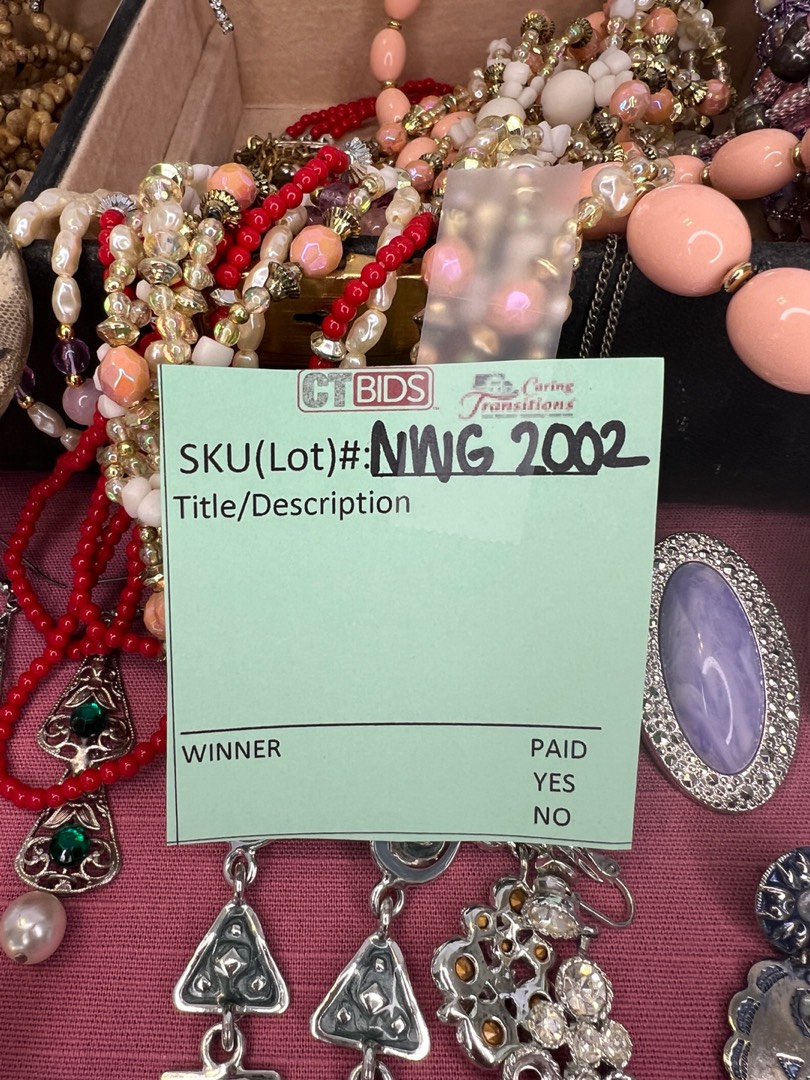 CTBIDS Caring
Transitions
SKU(Lot)#: NWG 2002
Title/Description
WINNER PAID
YES
NO